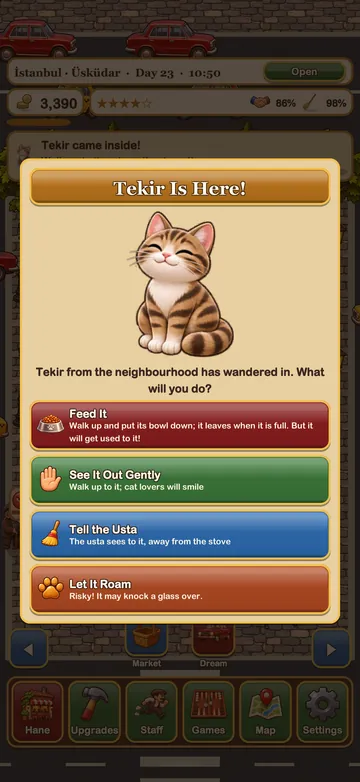 İstanbul · Üsküdar · Day 23 · 10:50
Open
3,390
86%
98%
Tekir came inside!
Tekir Is Here!
Tekir from the neighbourhood has wandered in. What
will you do?
Feed It
Walk up and put its bowl down; it leaves when it is full. But it
will get used to it!
See It Out Gently
Walk up to it; cat lovers will smile
Tell the Usta
The usta sees to it, away from the stove
Let It Roam
Risky! It may knock a glass over.
Market
Dream
Hane
Upgrades
Staff
Games
Map
Settings